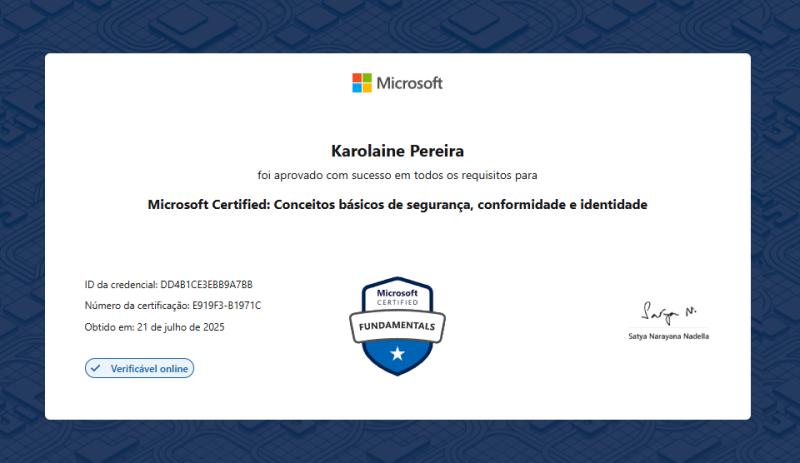 Microsoft
Karolaine Pereira
foi aprovado com sucesso em todos os requisitos para
Microsoft Certified: Conceitos básicos de segurança, conformidade e identidade
ID da credencial: DD4B1CE3EBB9A7BB
Número da certificação: E919F3-B1971C
Obtido em: 21 de julho de 2025
Verificável online
Microsoft
CERTIFIED
FUNDAMENTALS
Satya N.
Satya Narayana Nadella